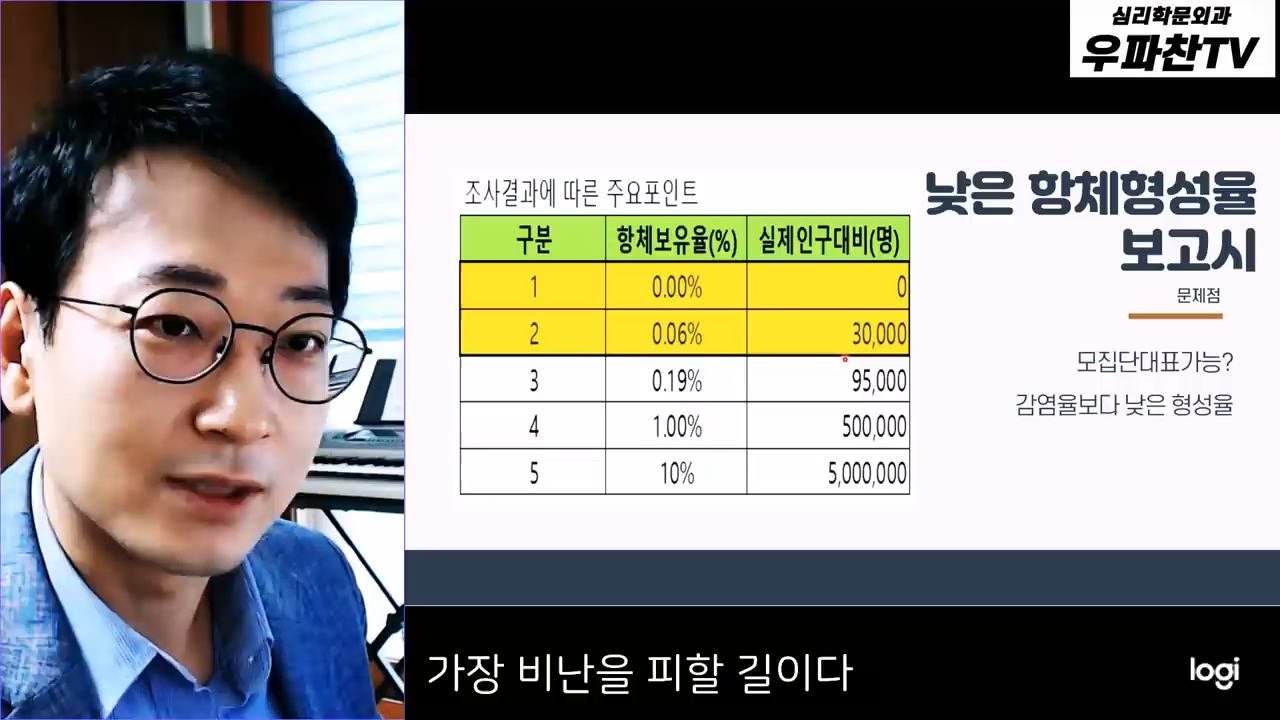 심리학문외과
우파찬TV
낮은 항체형성율
보고시
문제점
모집단대표가능?
감염율보다 낮은 형성율
조사결과에 따른 주요포인트
구분 항체보유율(%) 실제인구대비(명)
1 0.00% 0
2 0.06% 30,000
3 0.19% 95,000
4 1.00% 500,000
5 10% 5,000,000
가장 비난을 피할 길이다
logi